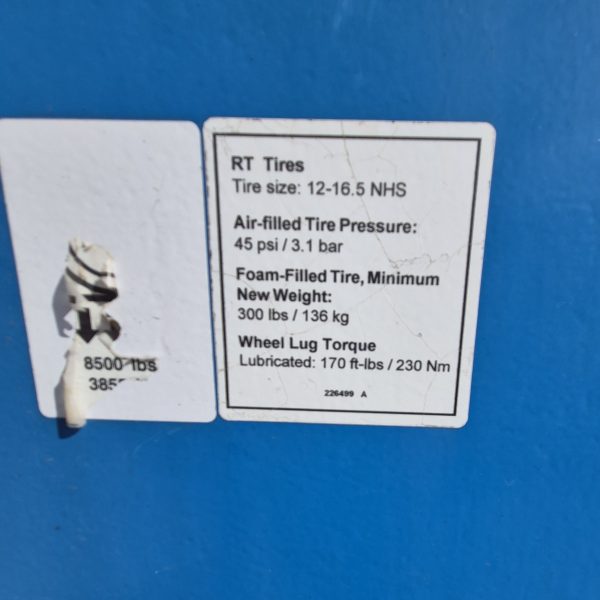 8500 lbs
RT Tires
Tire size: 12-16.5 NHS
Air-filled Tire Pressure:
45 psi / 3.1 bar
Foam-Filled Tire, Minimum
New Weight:
300 lbs / 136 kg
Wheel Lug Torque
Lubricated: 170 ft-lbs / 230 Nm
226499 A